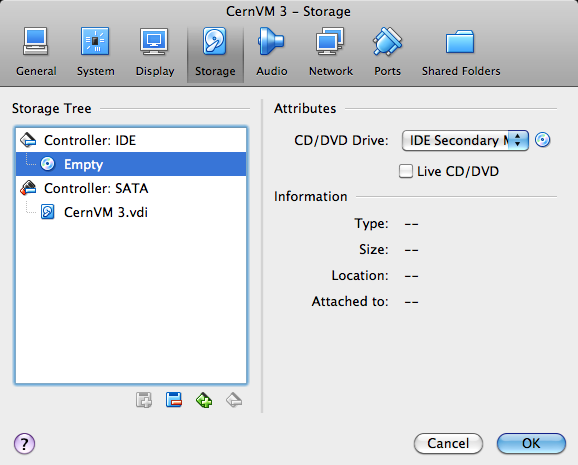 CernVM 3 – Storage
General System Display Storage Audio Network Ports Shared Folders
Storage Tree
Controller: IDE
Empty
Controller: SATA
CernVM 3.vdi
Attributes
CD/DVD Drive: IDE Secondary
Live CD/DVD
Information
Type: --
Size: --
Location: --
Attached to: --
? Cancel OK